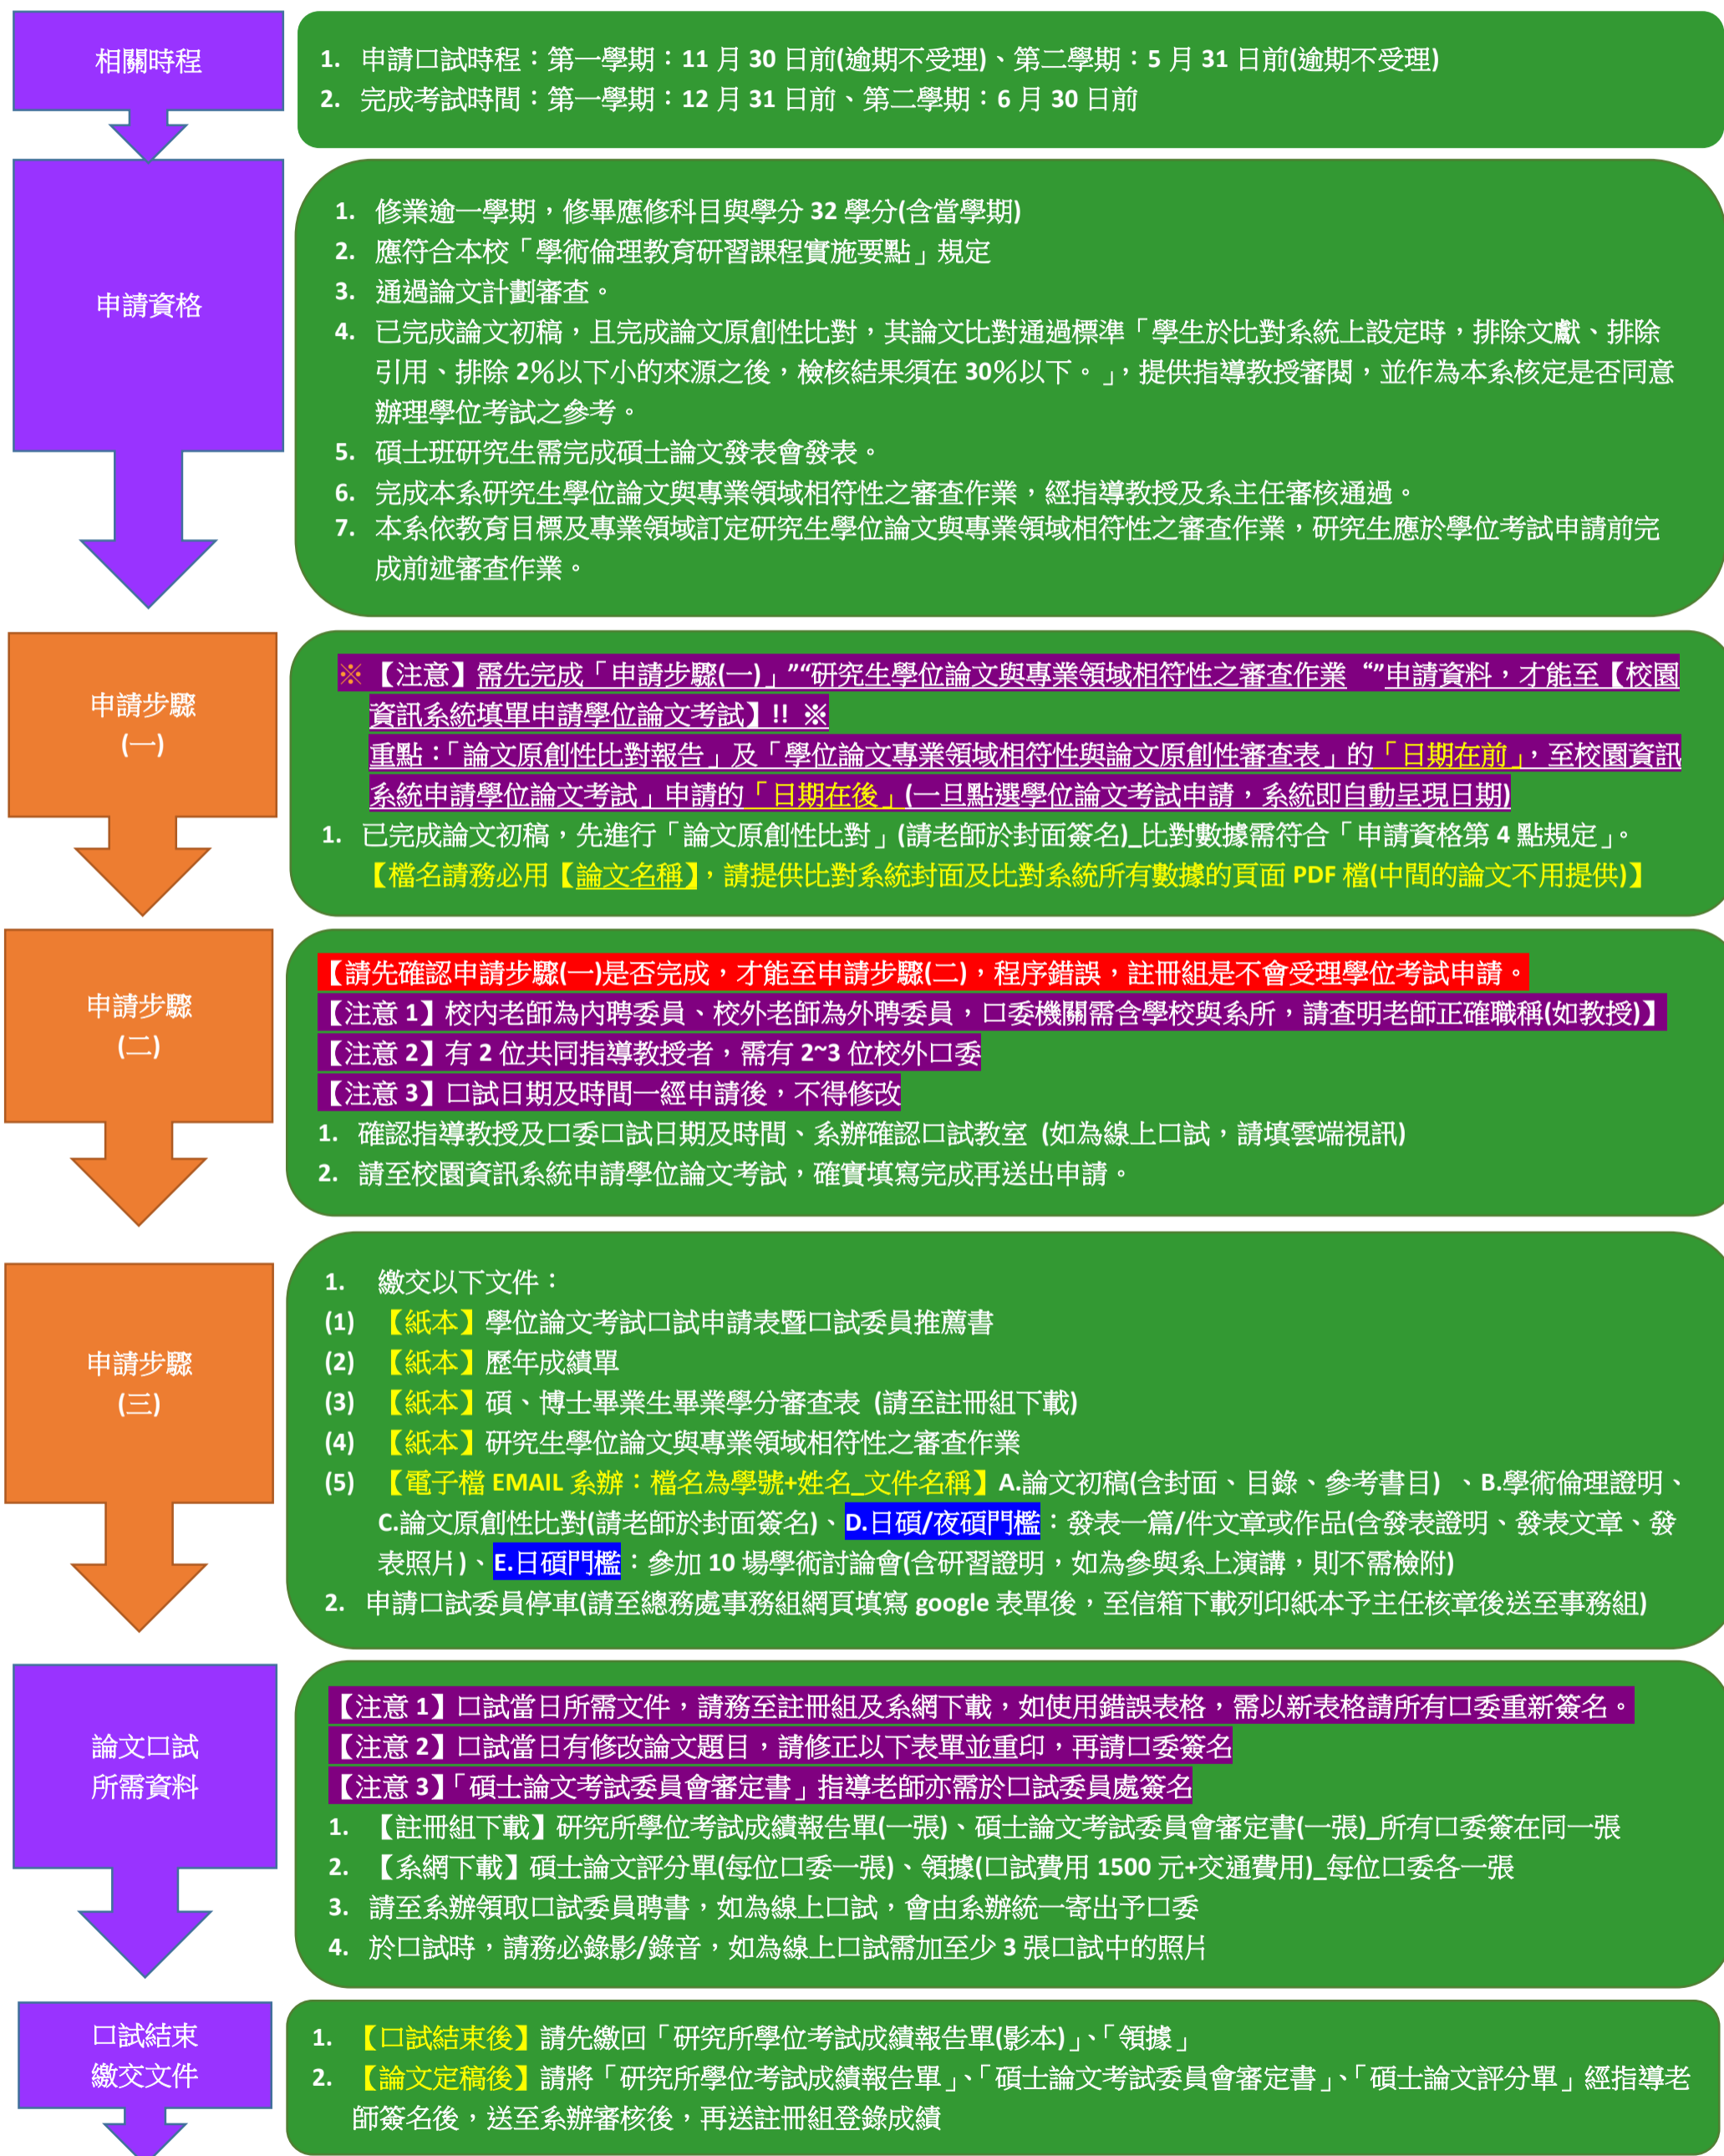 相關時程
1. 申請口試時程：第一學期：11 月 30 日前(逾期不受理)、第二學期：5 月 31 日前(逾期不受理)
2. 完成考試時間：第一學期：12 月 31 日前、第二學期：6 月 30 日前
申請資格
1. 修業逾一學期，修畢應修科目與學分 32 學分(含當學期)
2. 應符合本校「學術倫理教育研習課程實施要點」規定
3. 通過論文計劃審查。
4. 已完成論文初稿，且完成論文原創性比對，其論文比對通過標準「學生於比對系統上設定時，排除文獻、排除
引用、排除 2％以下小的來源之後，檢核結果須在 30％以下。」，提供指導教授審閱，並作為本系核定是否同意
辦理學位考試之參考。
5. 碩士班研究生需完成碩士論文發表會發表。
6. 完成本系研究生學位論文與專業領域相符性之審查作業，經指導教授及系主任審核通過。
7. 本系依教育目標及專業領域訂定研究生學位論文與專業領域相符性之審查作業，研究生應於學位考試申請前完
成前述審查作業。
申請步驟
(一)
※【注意】需先完成「申請步驟(一)」”“研究生學位論文與專業領域相符性之審查作業 “”申請資料，才能至【校園
資訊系統填單申請學位論文考試】!! ※
重點：「論文原創性比對報告」及「學位論文專業領域相符性與論文原創性審查表」的「日期在前」，至校園資訊
系統申請學位論文考試」申請的「日期在後」(一旦點選學位論文考試申請，系統即自動呈現日期)
1. 已完成論文初稿，先進行「論文原創性比對」(請老師於封面簽名)_比對數據需符合「申請資格第 4 點規定」。
【檔名請務必用【論文名稱】，請提供比對系統封面及比對系統所有數據的頁面 PDF 檔(中間的論文不用提供)】
申請步驟
(二)
【請先確認申請步驟(一)是否完成，才能至申請步驟(二)，程序錯誤，註冊組是不會受理學位考試申請。
【注意 1】校內老師為內聘委員、校外老師為外聘委員，口委機關需含學校與系所，請查明老師正確職稱(如教授)】
【注意 2】有 2 位共同指導教授者，需有 2~3 位校外口委
【注意 3】口試日期及時間一經申請後，不得修改
1. 確認指導教授及口委口試日期及時間、系辦確認口試教室 (如為線上口試，請填雲端視訊)
2. 請至校園資訊系統申請學位論文考試，確實填寫完成再送出申請。
申請步驟
(三)
1. 繳交以下文件：
(1) 【紙本】學位論文考試口試申請表暨口試委員推薦書
(2) 【紙本】歷年成績單
(3) 【紙本】碩、博士畢業生畢業學分審查表 (請至註冊組下載)
(4) 【紙本】研究生學位論文與專業領域相符性之審查作業
(5) 【電子檔 EMAIL 系辦：檔名為學號+姓名_文件名稱】A.論文初稿(含封面、目錄、參考書目) 、B.學術倫理證明、
C.論文原創性比對(請老師於封面簽名)、D.日碩/夜碩門檻：發表一篇/件文章或作品(含發表證明、發表文章、發
表照片)、E.日碩門檻：參加 10 場學術討論會(含研習證明，如為參與系上演講，則不需檢附)
2. 申請口試委員停車(請至總務處事務組網頁填寫 google 表單後，至信箱下載列印紙本予主任核章後送至事務組)
論文口試
所需資料
【注意 1】口試當日所需文件，請務至註冊組及系網下載，如使用錯誤表格，需以新表格請所有口委重新簽名。
【注意 2】口試當日有修改論文題目，請修正以下表單並重印，再請口委簽名
【注意 3】「碩士論文考試委員會審定書」指導老師亦需於口試委員處簽名
1. 【註冊組下載】研究所學位考試成績報告單(一張)、碩士論文考試委員會審定書(一張)_所有口委簽在同一張
2. 【系網下載】碩士論文評分單(每位口委一張)、領據(口試費用 1500 元+交通費用)_每位口委各一張
3. 請至系辦領取口試委員聘書，如為線上口試，會由系辦統一寄出予口委
4. 於口試時，請務必錄影/錄音，如為線上口試需加至少 3 張口試中的照片
口試結束
繳交文件
1. 【口試結束後】請先繳回「研究所學位考試成績報告單(影本)」、「領據」
2. 【論文定稿後】請將「研究所學位考試成績報告單」、「碩士論文考試委員會審定書」、「碩士論文評分單」經指導老
師簽名後，送至系辦審核後，再送註冊組登錄成績